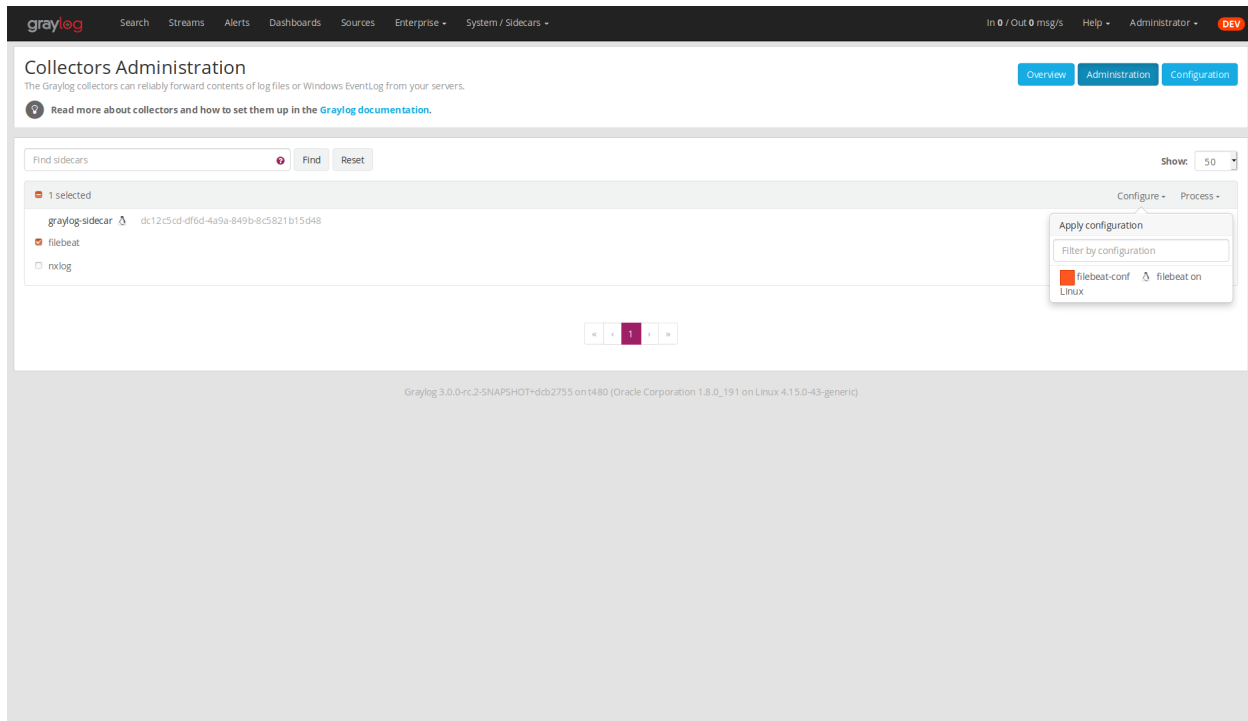 graylog Search Streams Alerts Dashboards Sources Enterprise System / Sidecars In 0 / Out 0 msg/s Help Administrator DEV
Collectors Administration
The Graylog collectors can reliably forward contents of log files or Windows EventLog from your servers.
Overview Administration Configuration
Read more about collectors and how to set them up in the Graylog documentation.
Find sidecars Find Reset Show: 50
1 selected Configure Process
graylog-sidecar dc12c5cd-df6d-4a9a-849b-8c5821b15d48
Apply configuration
filebeat
Filter by configuration
nxlog
filebeat-conf filebeat on
Linux
« ‹ 1 › »
Graylog 3.0.0-rc.2-SNAPSHOT+dcb2755 on t480 (Oracle Corporation 1.8.0_191 on Linux 4.15.0-43-generic)